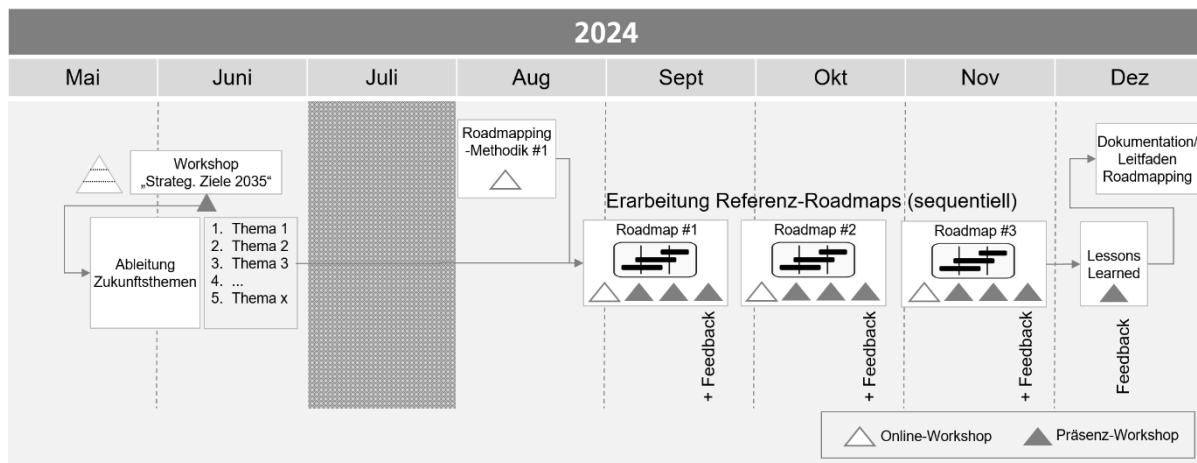 2024
Mai
Juni
Juli
Aug
Sept
Okt
Nov
Dez
Workshop
„Strateg. Ziele 2035“
Ableitung
Zukunftsthemen
1. Thema 1
2. Thema 2
3. Thema 3
4. ...
5. Thema x
Roadmapping
-Methodik #1
Erarbeitung Referenz-Roadmaps (sequentiell)
Roadmap #1
+ Feedback
Roadmap #2
+ Feedback
Roadmap #3
+ Feedback
Lessons
Learned
Feedback
Dokumentation/
Leitfaden
Roadmapping
Online-Workshop
Präsenz-Workshop